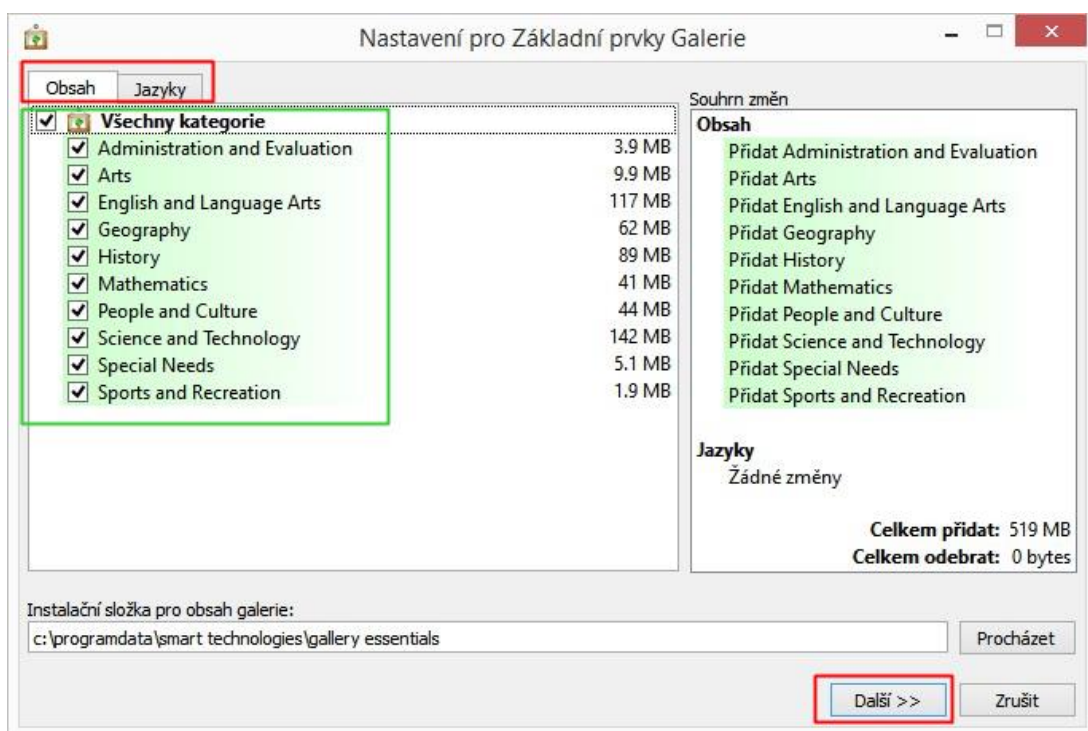 Nastavení pro Základní prvky Galerie
Obsah
Jazyky
Všechny kategorie
Administration and Evaluation 3.9 MB
Arts 9.9 MB
English and Language Arts 117 MB
Geography 62 MB
History 89 MB
Mathematics 41 MB
People and Culture 44 MB
Science and Technology 142 MB
Special Needs 5.1 MB
Sports and Recreation 1.9 MB
Souhrn změn
Obsah
Přidat Administration and Evaluation
Přidat Arts
Přidat English and Language Arts
Přidat Geography
Přidat History
Přidat Mathematics
Přidat People and Culture
Přidat Science and Technology
Přidat Special Needs
Přidat Sports and Recreation
Jazyky
Žádné změny
Celkem přidat: 519 MB
Celkem odebrat: 0 bytes
Instalační složka pro obsah galerie:
c:\programdata\smart technologies\gallery essentials
Procházet
Další >>
Zrušit